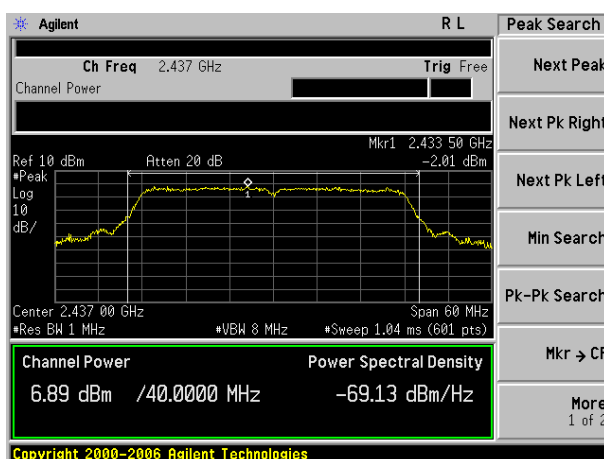 Agilent R L Peak Search
Ch Freq 2.437 GHz Trig Free
Channel Power
Next Peak
Mkr1 2.433 50 GHz
Ref 10 dBm Atten 20 dB -2.01 dBm
#Peak
Log
10
dB/
1
Next Pk Right
Next Pk Left
Min Search
Pk-Pk Search
Center 2.437 00 GHz Span 60 MHz
#Res BW 1 MHz #VBW 8 MHz #Sweep 1.04 ms (601 pts)
Channel Power Power Spectral Density
6.89 dBm /40.0000 MHz -69.13 dBm/Hz
Mkr → CF
More
1 of 2
Copyright 2000-2006 Agilent Technologies